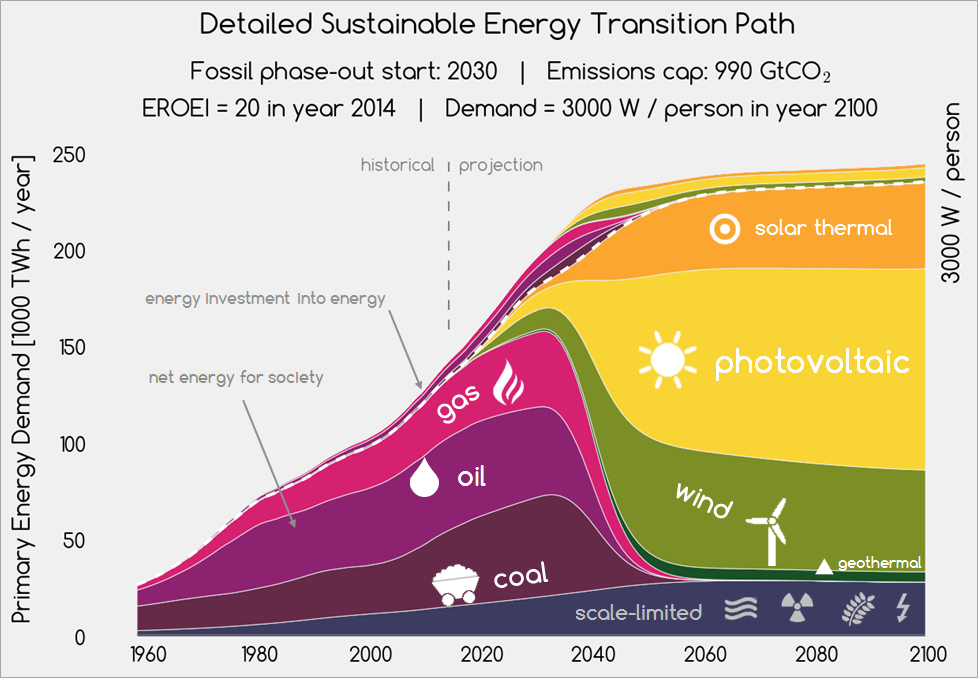 Detailed Sustainable Energy Transition Path
Fossil phase-out start: 2030 | Emissions cap: 990 GtCO₂
EROEI = 20 in year 2014 | Demand = 3000 W / person in year 2100
Primary Energy Demand [1000 TWh / year]
3000 W / person
250
200
150
100
50
0
historical
projection
energy investment into energy
net energy for society
solar thermal
photovoltaic
gas
oil
wind
geothermal
coal
scale-limited
1960 1980 2000 2020 2040 2060 2080 2100